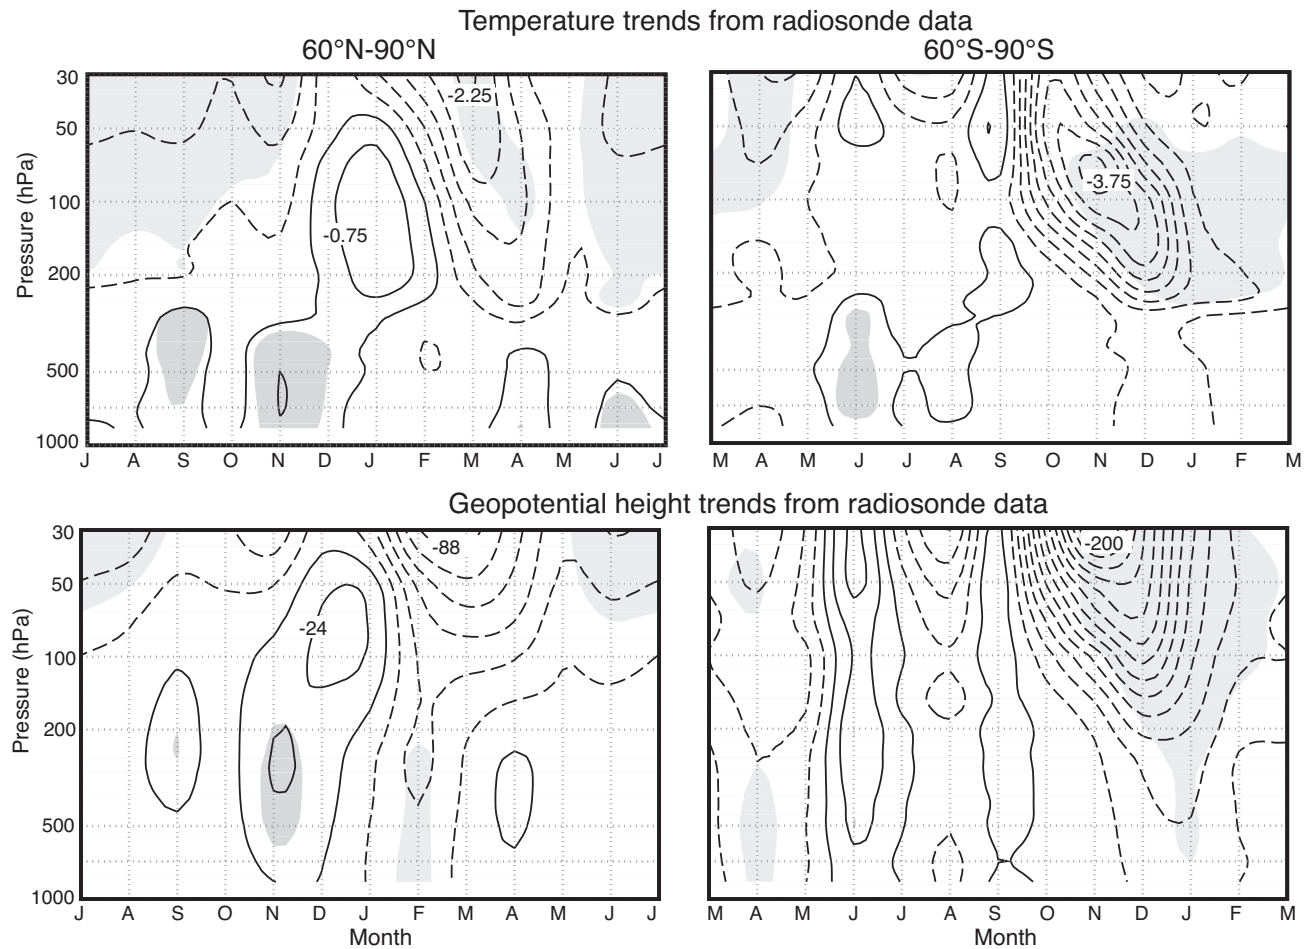 Temperature trends from radiosonde data
60°N-90°N
60°S-90°S
Pressure (hPa)
30
50
100
200
500
1000
-2.25
-0.75
-3.75
J A S O N D J F M A M J J
M A M J J A S O N D J F M
Geopotential height trends from radiosonde data
Pressure (hPa)
30
50
100
200
500
1000
-88
-24
-200
J A S O N D J F M A M J J
M A M J J A S O N D J F M
Month
Month